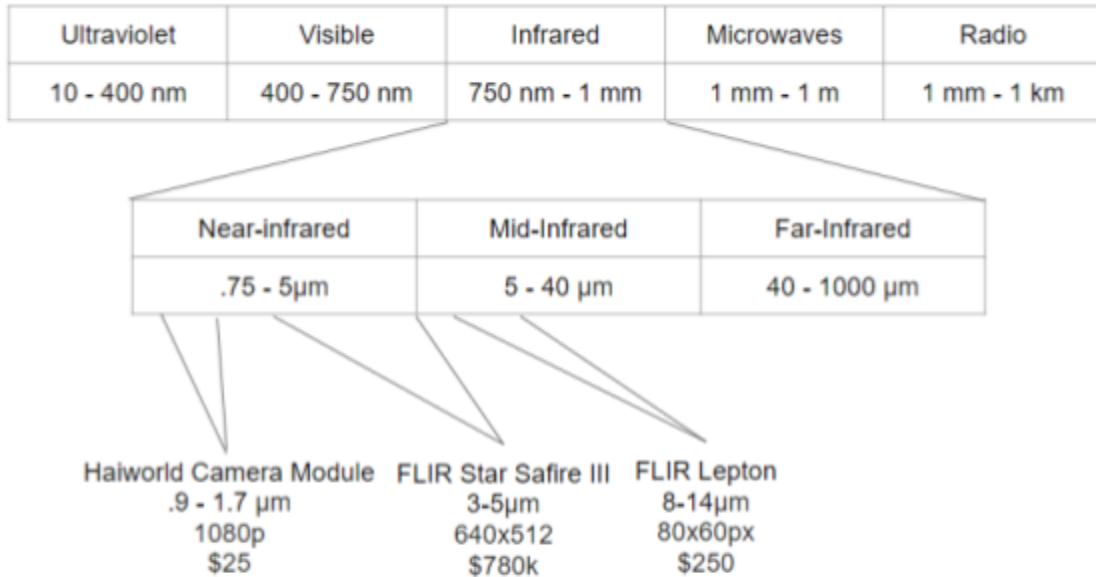 Ultraviolet Visible Infrared Microwaves Radio
10 - 400 nm 400 - 750 nm 750 nm - 1 mm 1 mm - 1 m 1 mm - 1 km
Near-infrared Mid-Infrared Far-Infrared
.75 - 5µm 5 - 40 µm 40 - 1000 µm
Haiworld Camera Module FLIR Star Safire III FLIR Lepton
.9 - 1.7 µm 3-5µm 8-14µm
1080p 640x512 80x60px
$25 $780k $250